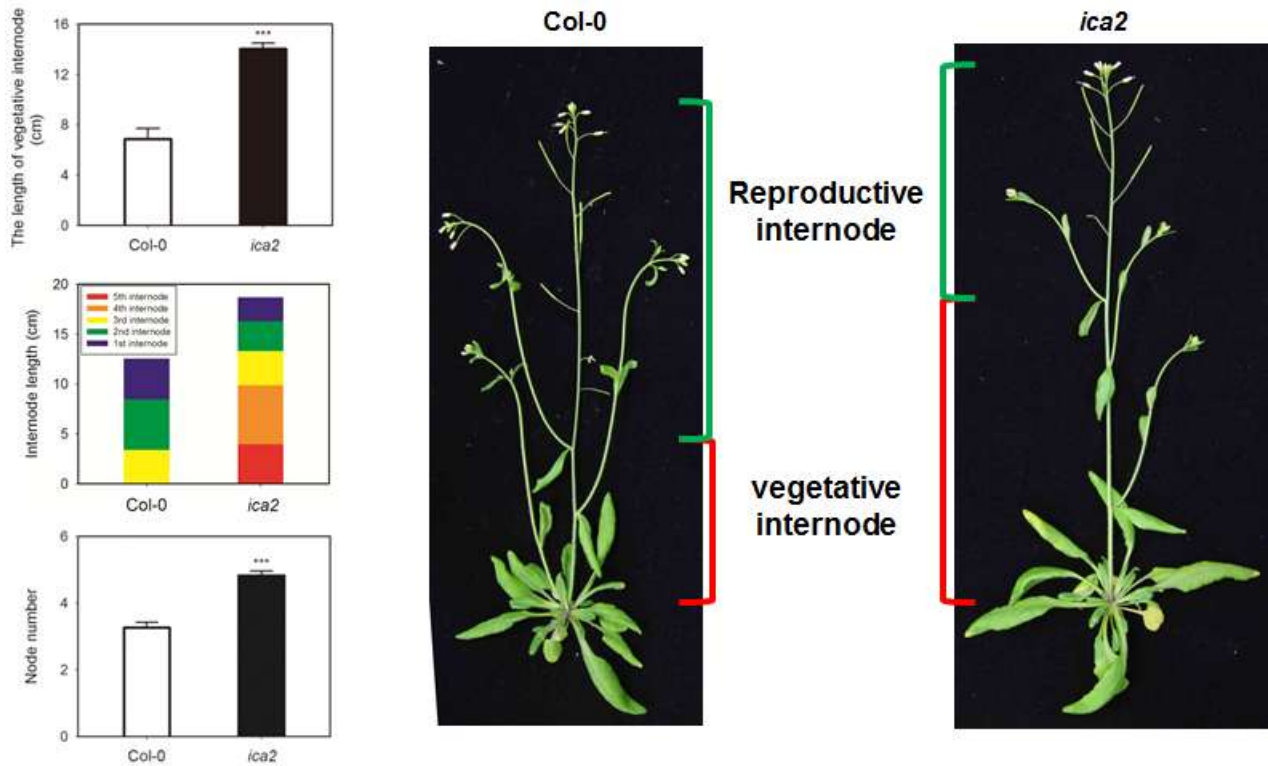 The length of vegetative internode
(cm)
16
12
8
4
0
***
Col-0
ica2
Internode length (cm)
20
15
10
5
0
5th internode
4th internode
3rd internode
2nd internode
1st internode
Col-0
ica2
Node number
6
4
2
0
***
Col-0
ica2
Col-0
Reproductive
internode
vegetative
internode
ica2